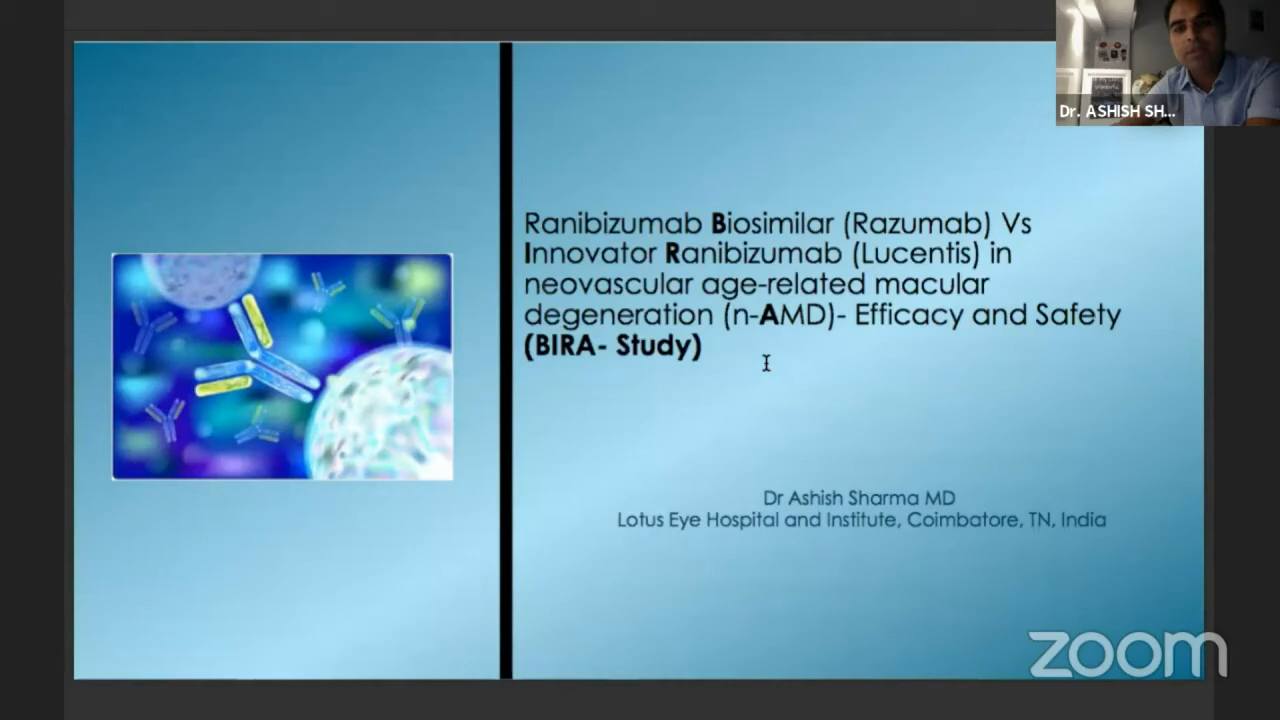 Dr. ASHISH SH...
Ranibizumab Biosimilar (Razumab) Vs
Innovator Ranibizumab (Lucentis) in
neovascular age-related macular
degeneration (n-AMD)- Efficacy and Safety
(BIRA- Study)
Dr Ashish Sharma MD
Lotus Eye Hospital and Institute, Coimbatore, TN, India
zoom